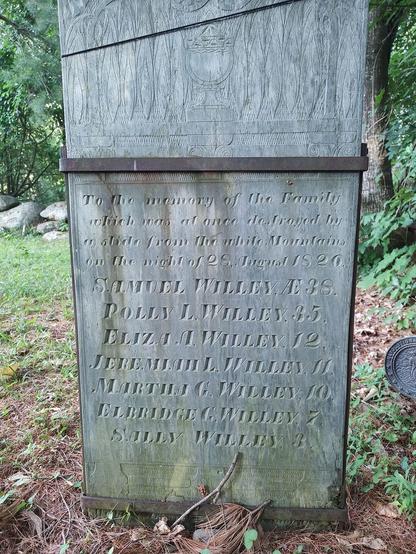 To the memory of the Family
which was at once destroyed by
a slide from the white Mountains
on the night of 28, August 1826.
SAMUEL WILLEY, Æ 38.
POLLY L. WILLEY, 35.
ELIZA A. WILLEY, 12.
JEREMIAH L. WILLEY, 11.
MARTHA G. WILLEY, 10.
ELBRIDGE G. WILLEY, 7.
SALLY WILLEY, 3.